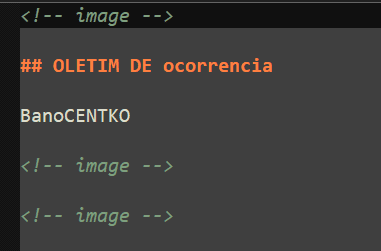 <!-- image -->
## OLETIM DE ocorrencia
BanoCENTKO
<!-- image -->
<!-- image -->